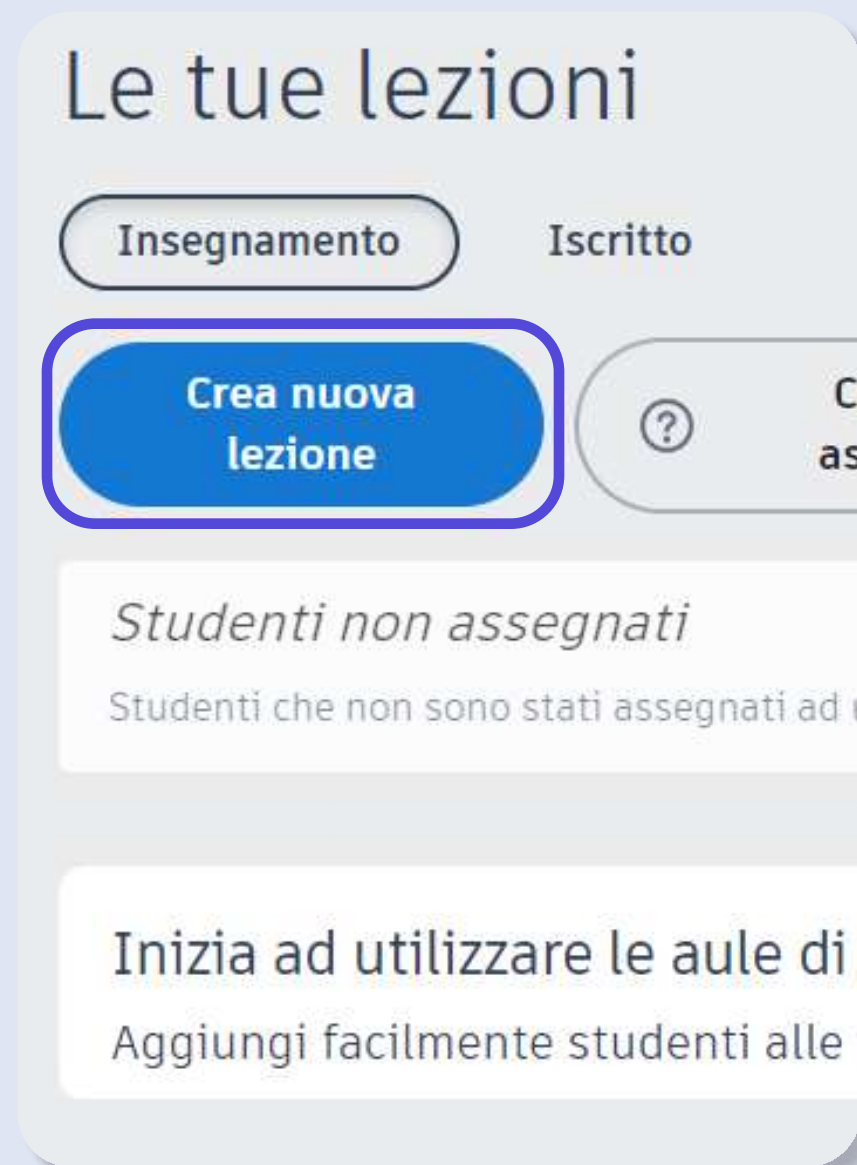 Le tue lezioni
Insegnamento Iscritto
Crea nuova
lezione
Studenti non assegnati
Studenti che non sono stati assegnati ad
Inizia ad utilizzare le aule di
Aggiungi facilmente studenti alle